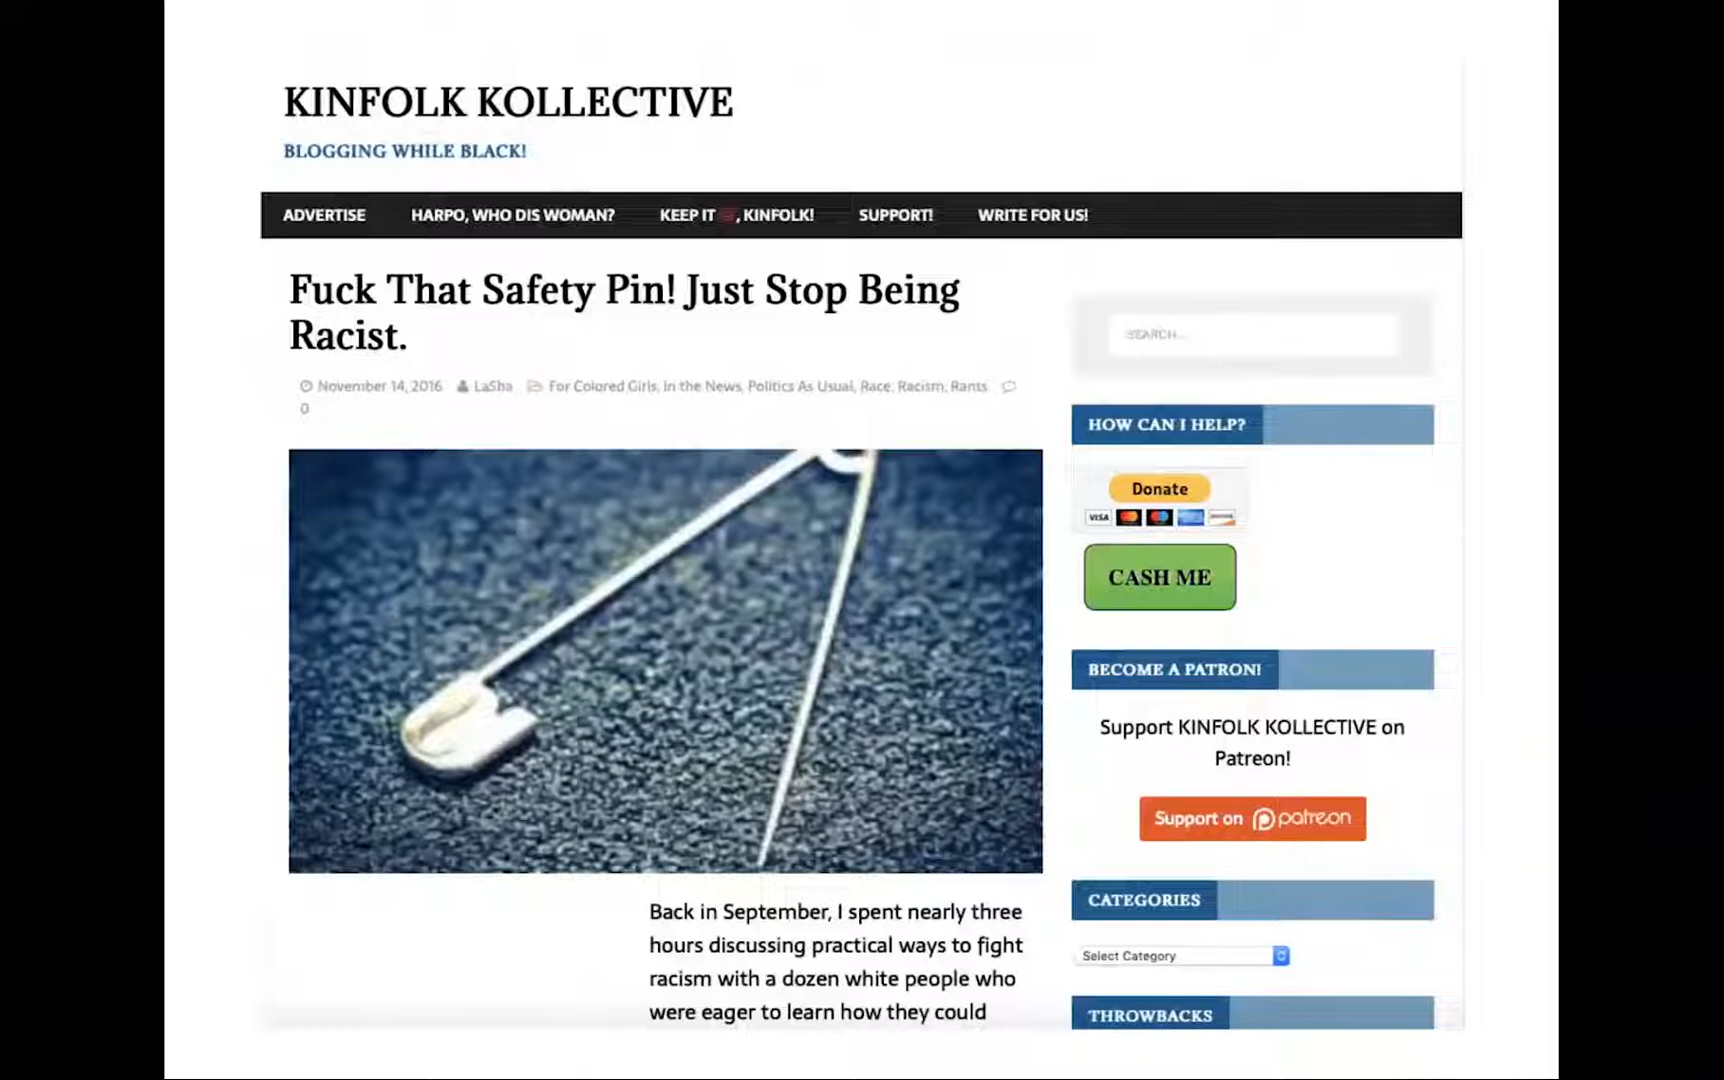 KINFOLK KOLLECTIVE
BLOGGING WHILE BLACK!
ADVERTISE HARPO, WHO DIS WOMAN? KEEP IT , KINFOLK! SUPPORT! WRITE FOR US!
Fuck That Safety Pin! Just Stop Being
Racist.
November 14, 2016 LaSha For Colored Girls, In the News, Politics As Usual, Race, Racism, Rants
0
Back in September, I spent nearly three
hours discussing practical ways to fight
racism with a dozen white people who
were eager to learn how they could
SEARCH...
HOW CAN I HELP?
Donate
VISA
CASH ME
BECOME A PATRON!
Support KINFOLK KOLLECTIVE on
Patreon!
Support on patreon
CATEGORIES
Select Category
THROWBACKS